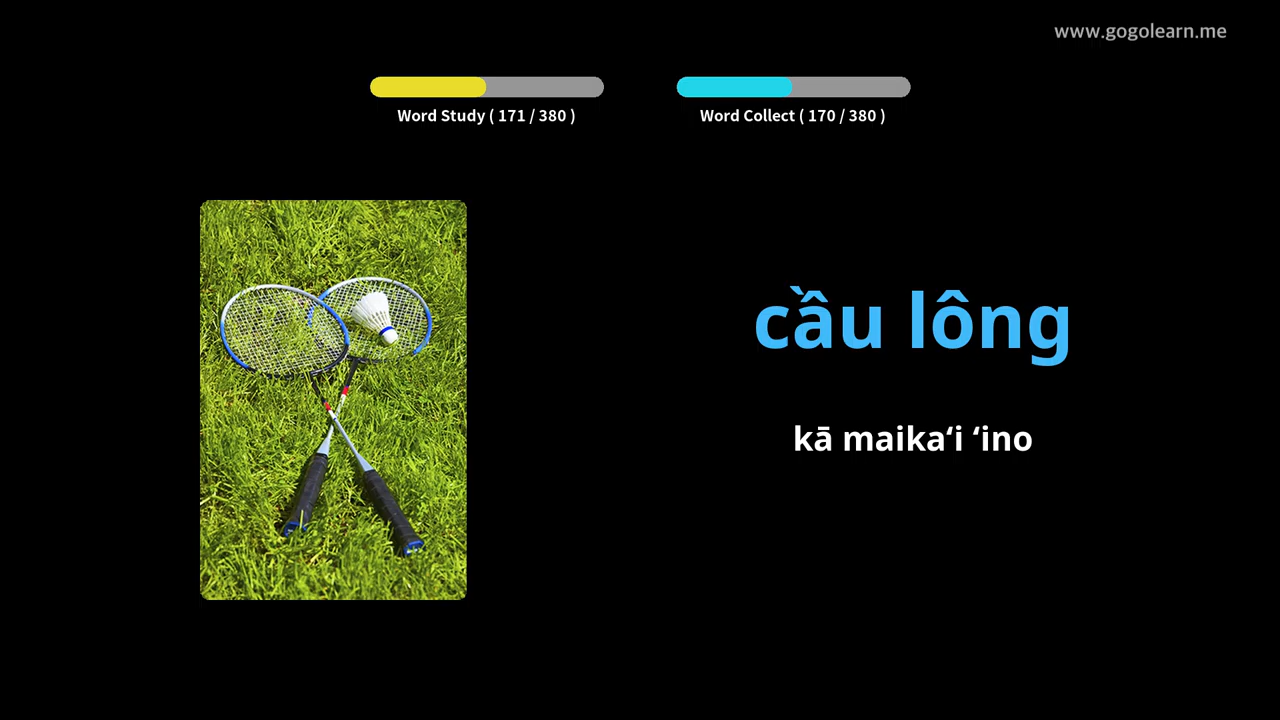 www.gogolearn.me
Word Study ( 171 / 380 )
Word Collect ( 170 / 380 )
cầu lông
kā maikaʻi ʻino